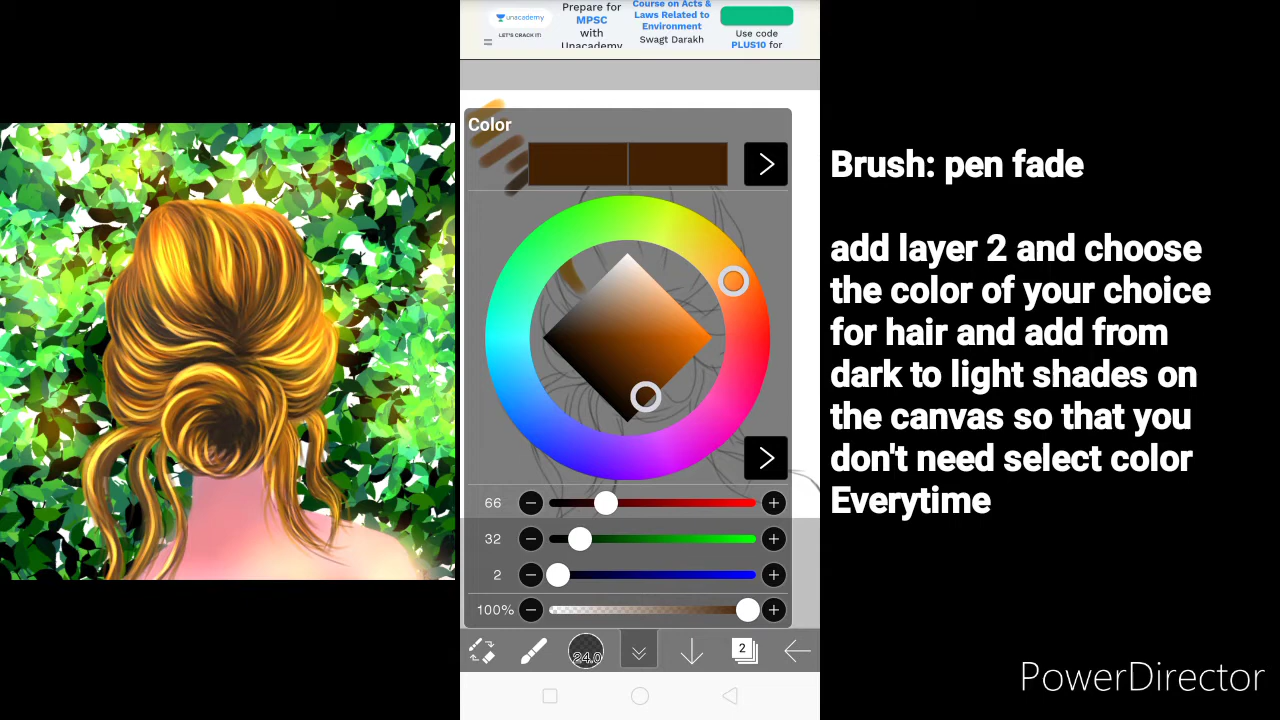 unacademy
LET'S CRACK IT!
Prepare for
MPSC
with
Unacademy
Course on Acts &
Laws Related to
Environment
Swagt Darakh
Use code
PLUS10 for
Color
66
32
2
100%
24.0
2
Brush: pen fade
add layer 2 and choose
the color of your choice
for hair and add from
dark to light shades on
the canvas so that you
don't need select color
Everytime
PowerDirector